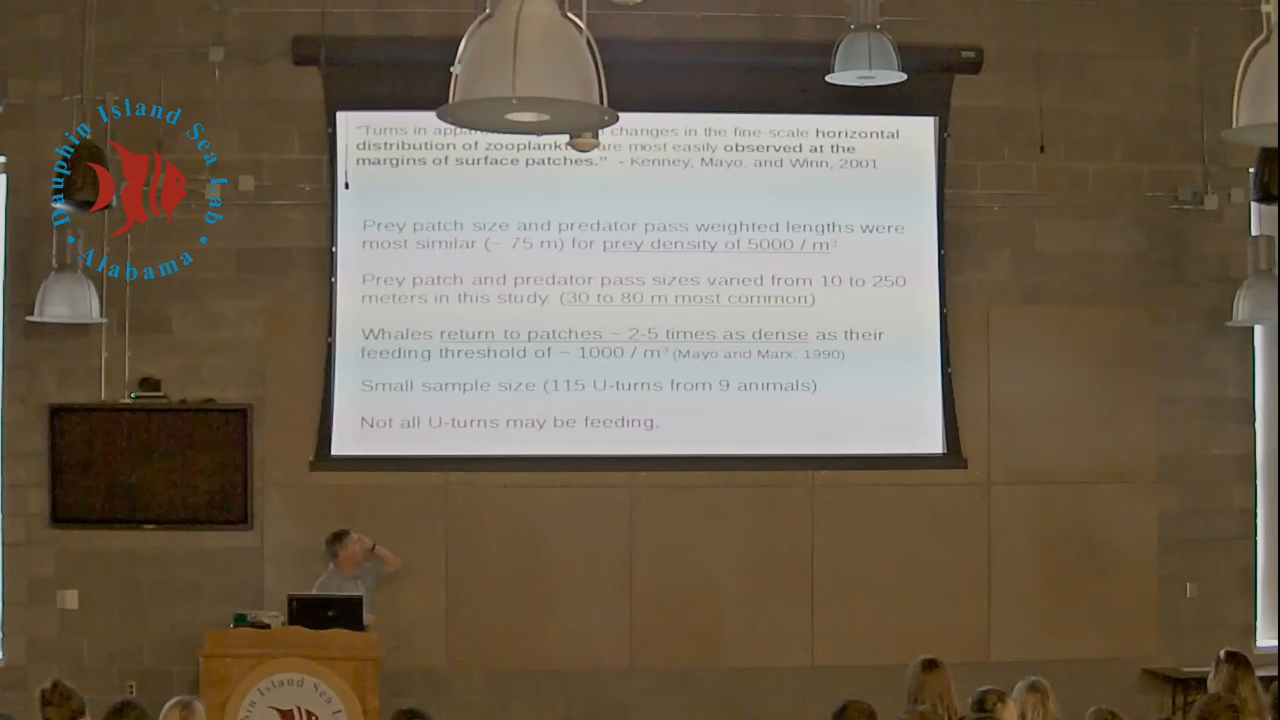 Dauphin Island Sea Lab
Alabama
"Turns in changes in the fine-scale horizontal
distribution of are most easily observed at the
margins of surface patches." - Kenney, Mayo, and Winn, 2001
Prey patch size and predator pass weighted lengths were
most similar (~ 75 m) for prey density of 5000 / m³
Prey patch and predator pass sizes varied from 10 to 250
meters in this study. (30 to 80 m most common)
Whales return to patches ~ 2-5 times as dense as their
feeding threshold of ~ 1000 / m³ (Mayo and Marx, 1990)
Small sample size (115 U-turns from 9 animals)
Not all U-turns may be feeding.
Island Sea